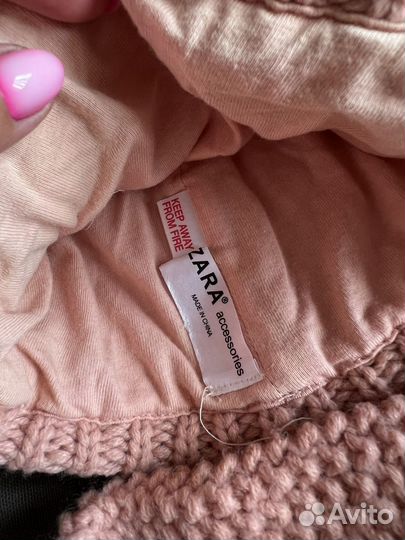 KEEP AWAY
FROM FIRE
ZARA®
accessories
MADE IN CHINA
Avito